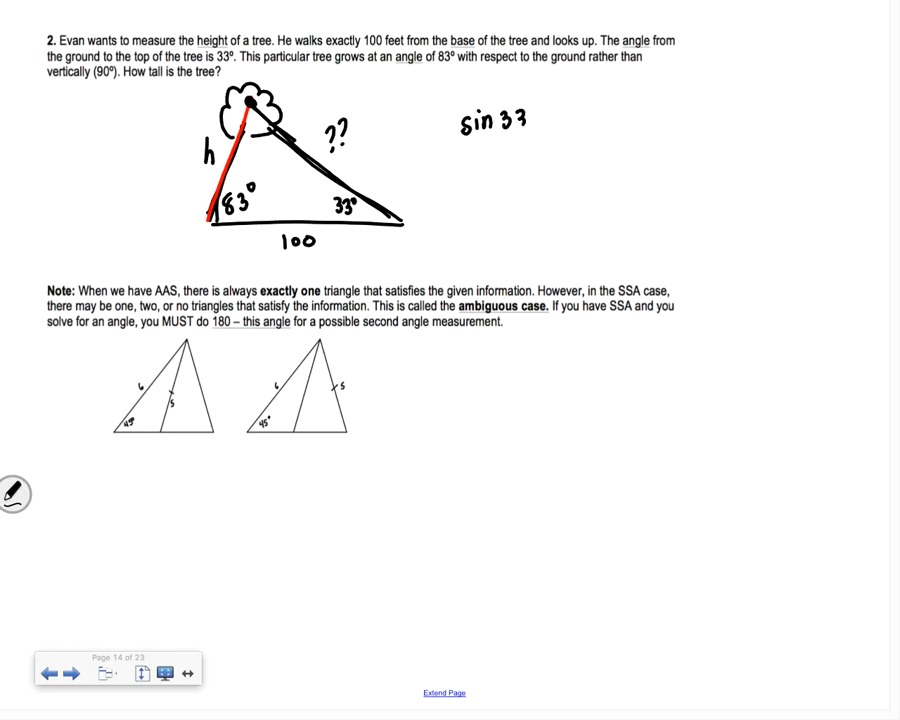 2. Evan wants to measure the height of a tree. He walks exactly 100 feet from the base of the tree and looks up. The angle from
the ground to the top of the tree is 33º. This particular tree grows at an angle of 83º with respect to the ground rather than
vertically (90º). How tall is the tree?
sin 33
??
h
83°
33°
100
Note: When we have AAS, there is always exactly one triangle that satisfies the given information. However, in the SSA case,
there may be one, two, or no triangles that satisfy the information. This is called the ambiguous case. If you have SSA and you
solve for an angle, you MUST do 180 – this angle for a possible second angle measurement.
6
5
45°
6
5
45°
Page 14 of 23
Extend Page